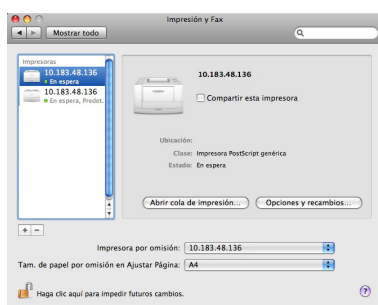 Impresión y Fax
Mostrar todo
Impresoras
10.183.48.136
En espera
10.183.48.136
En espera, Predet.
10.183.48.136
Compartir esta impresora
Ubicación:
Clase: Impresora PostScript genérica
Estado: En espera
Abrir cola de impresión...
Opciones y recambios...
+ -
Impresora por omisión: 10.183.48.136
Tam. de papel por omisión en Ajustar Página: A4
Haga clic aquí para impedir futuros cambios.
?